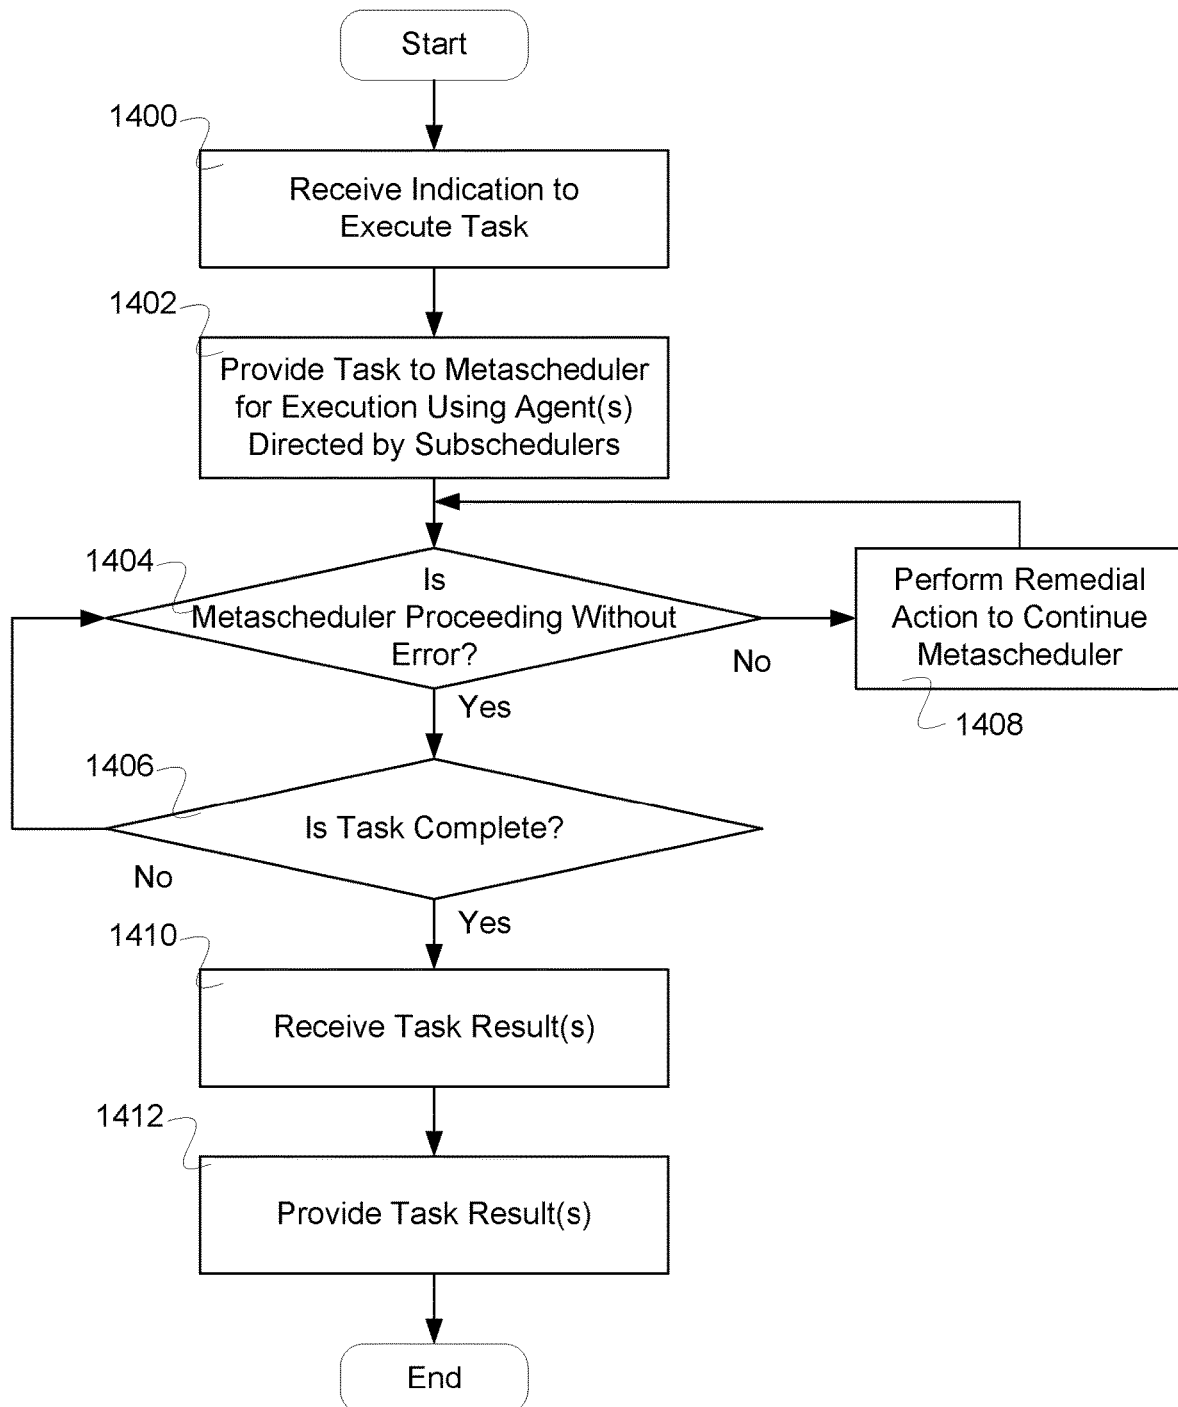 Start
1400
Receive Indication to
Execute Task
1402
Provide Task to Metascheduler
for Execution Using Agent(s)
Directed by Subschedulers
1404
Is
Metascheduler Proceeding Without
Error?
No
Perform Remedial
Action to Continue
Metascheduler
1408
Yes
1406
Is Task Complete?
No
Yes
1410
Receive Task Result(s)
1412
Provide Task Result(s)
End